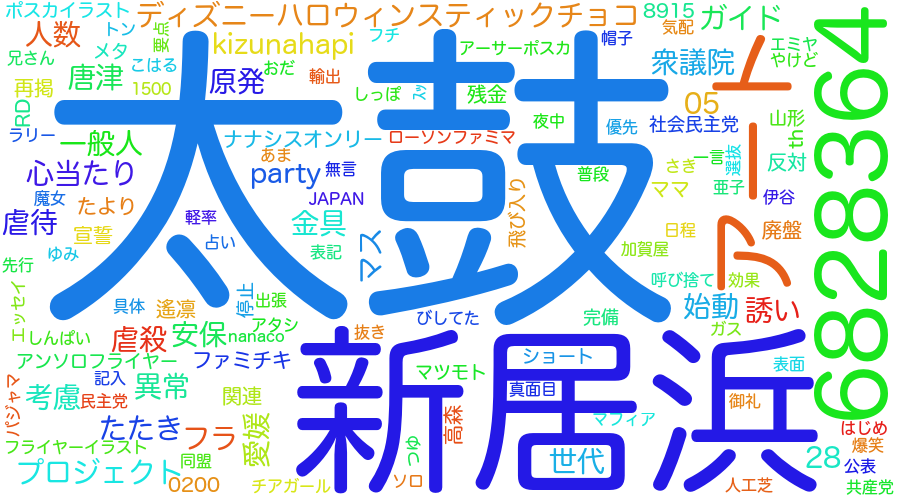 ポスカイラスト
ディズニーハロウィンスティックチョコ
8915
ガイド
人数
トン
要点
kizunahapi
フチ
アーサーポスカ
帽子
気配
兄さん
メタ
こはる
おだ
輸出
衆議院
エミヤ
やけど
唐津
原発
再掲
1500
しっぽ
残金
05
アート
6828364
RD
太鼓
ラリー
一般人
ナナシスオンリー
ローソンファミマ
夜中
優先
社会民主党
山形
th
あま
心当たり
party
無言
普段
さき
一言
選抜
反対
魔女
たより
JAPAN
ママ
亜子
伊谷
虐待
宣誓
軽率
占い
金具
表記
マス
飛び入り
加賀屋
日程
廃盤
ゆみ
先行
エッセイ
具体
遙凛
停止
出張
呼び捨て
効果
始動
誘い
しんぱい
虐殺
安保
nanaco
アタシ
抜き
びしてた
完備
ガス
アンソロフライヤー
ファミチキ
マツモト
新居浜
ショート
表面
パジャマ
考慮
記入
民主党
異常
関連
真面目
御礼
たたき
フラ
愛媛
高森
マフィア
はじめ
フライヤーイラスト
同盟
つゆ
世代
28
爆笑
公表
プロジェクト
0200
チアガール
ソロ
人工芝
共産党